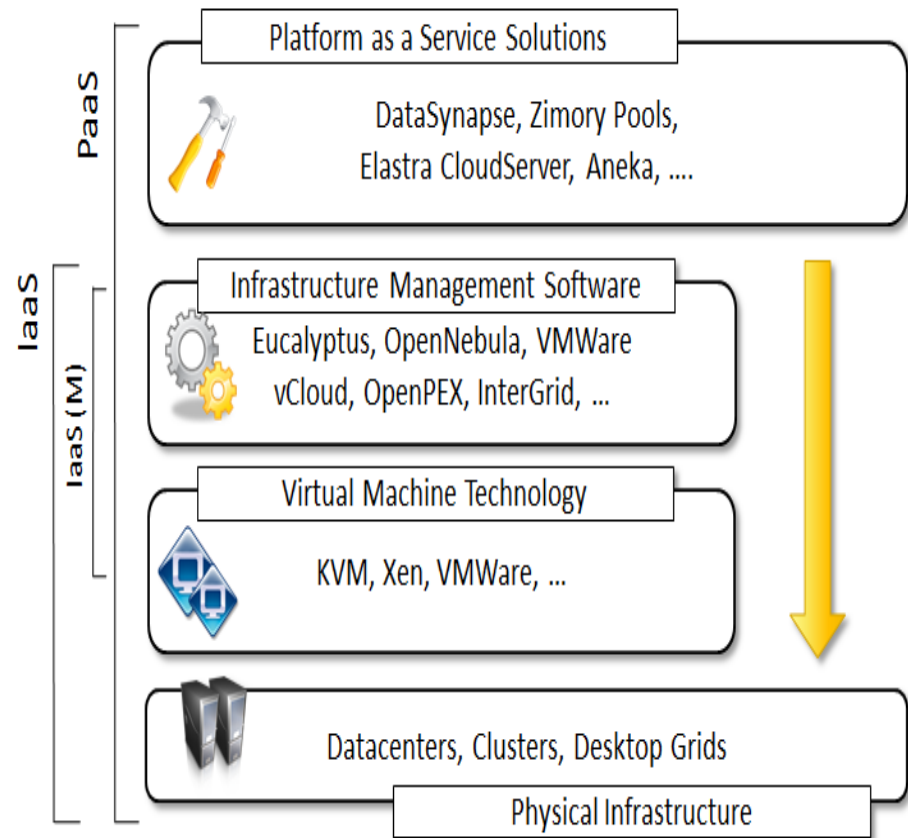 PaaS
Platform as a Service Solutions
DataSynapse, Zimory Pools,
Elastra CloudServer, Aneka, ....
IaaS
IaaS (M)
Infrastructure Management Software
Eucalyptus, OpenNebula, VMWare
vCloud, OpenPEX, InterGrid, ...
Virtual Machine Technology
KVM, Xen, VMWare, ...
Datacenters, Clusters, Desktop Grids
Physical Infrastructure